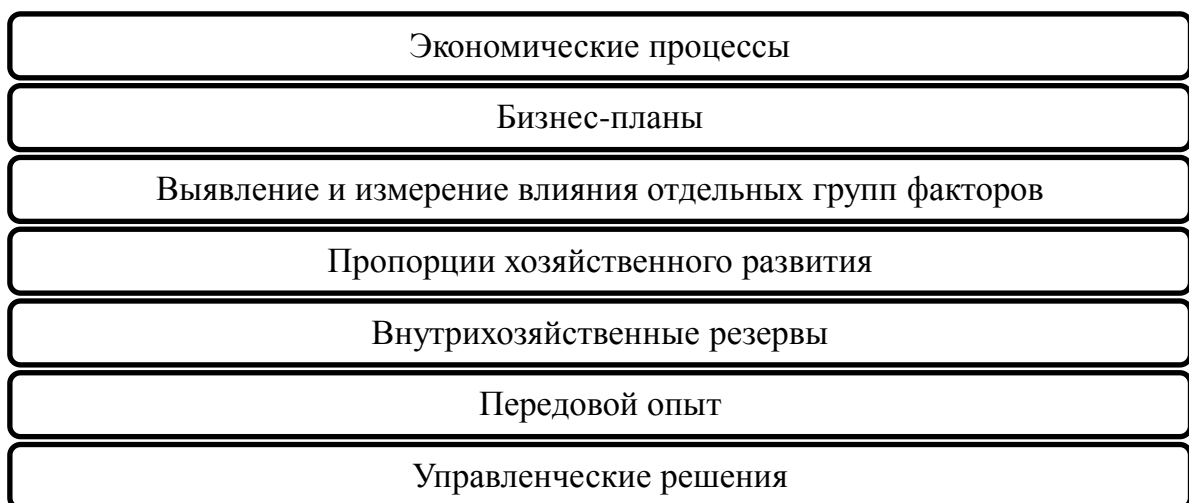 Экономические процессы
Бизнес-планы
Выявление и измерение влияния отдельных групп факторов
Пропорции хозяйственного развития
Внутрихозяйственные резервы
Передовой опыт
Управленческие решения